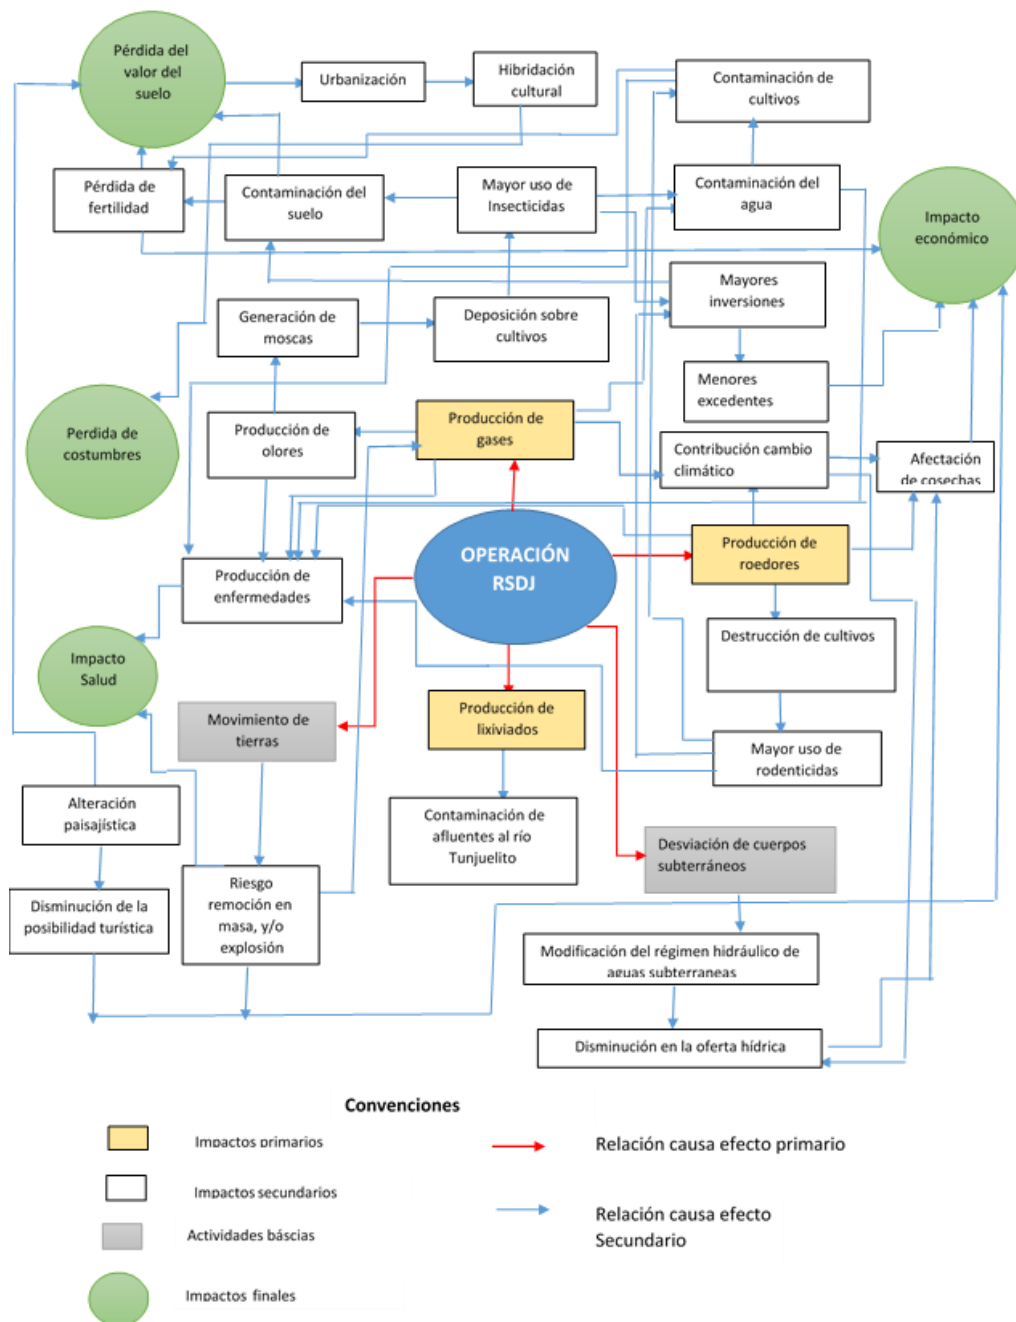 Pérdida del
valor del
suelo
Urbanización
Hibridación
cultural
Contaminación de
cultivos
Pérdida de
fertilidad
Contaminación del
suelo
Mayor uso de
Insecticidas
Contaminación del
agua
Impacto
económico
Mayores
inversiones
Generación de
moscas
Deposición sobre
cultivos
Menores
excedentes
Perdida de
costumbres
Producción de
olores
Producción de
gases
Contribución cambio
climático
Afectación
de cosechas
OPERACIÓN
RSDJ
Producción de
roedores
Producción de
enfermedades
Destrucción de cultivos
Impacto
Salud
Movimiento de
tierras
Producción de
lixiviados
Mayor uso de
rodenticidas
Alteración
paisajística
Contaminación de
afluentes al río
Tunjuelito
Desviación de cuerpos
subterráneos
Disminución de la
posibilidad turística
Riesgo
remoción en
masa, y/o
explosión
Modificación del régimen hidráulico de
aguas subterraneas
Disminución en la oferta hídrica
Convenciones
Impactos primarios
Relación causa efecto primario
Impactos secundarios
Relación causa efecto
Secundario
Actividades báscias
Impactos finales